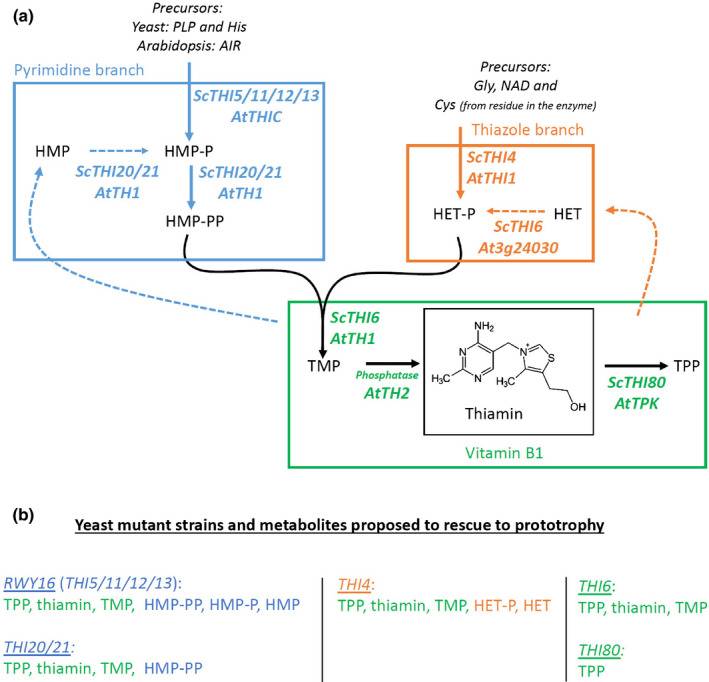 (a)
Precursors:
Yeast: PLP and His
Arabidopsis: AIR
Pyrimidine branch
ScTHI5/11/12/13
AtTHIC
HMP
HMP-P
ScTHI20/21
AtTH1
ScTHI20/21
AtTH1
HMP-PP
Precursors:
Gly, NAD and
Cys (from residue in the enzyme)
Thiazole branch
ScTHI4
AtTHI1
HET-P
HET
ScTHI6
At3g24030
ScTHI6
AtTH1
TMP
Phosphatase
AtTH2
NH₂
N
N
H₃C
N
+
S
CH₃
OH
Thiamin
ScTHI80
AtTPK
TPP
Vitamin B1
(b)
Yeast mutant strains and metabolites proposed to rescue to prototrophy
RWY16 (THI5/11/12/13):
TPP, thiamin, TMP, HMP-PP, HMP-P, HMP
THI20/21:
TPP, thiamin, TMP, HMP-PP
THI4:
TPP, thiamin, TMP, HET-P, HET
THI6:
TPP, thiamin, TMP
THI80:
TPP